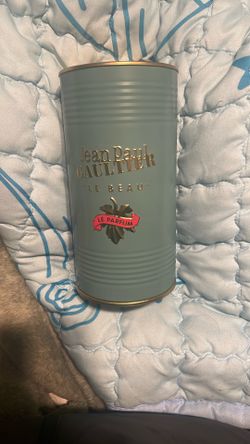 Jean Paul
GAULTIER
"LE BEAU"
LE PARFUM